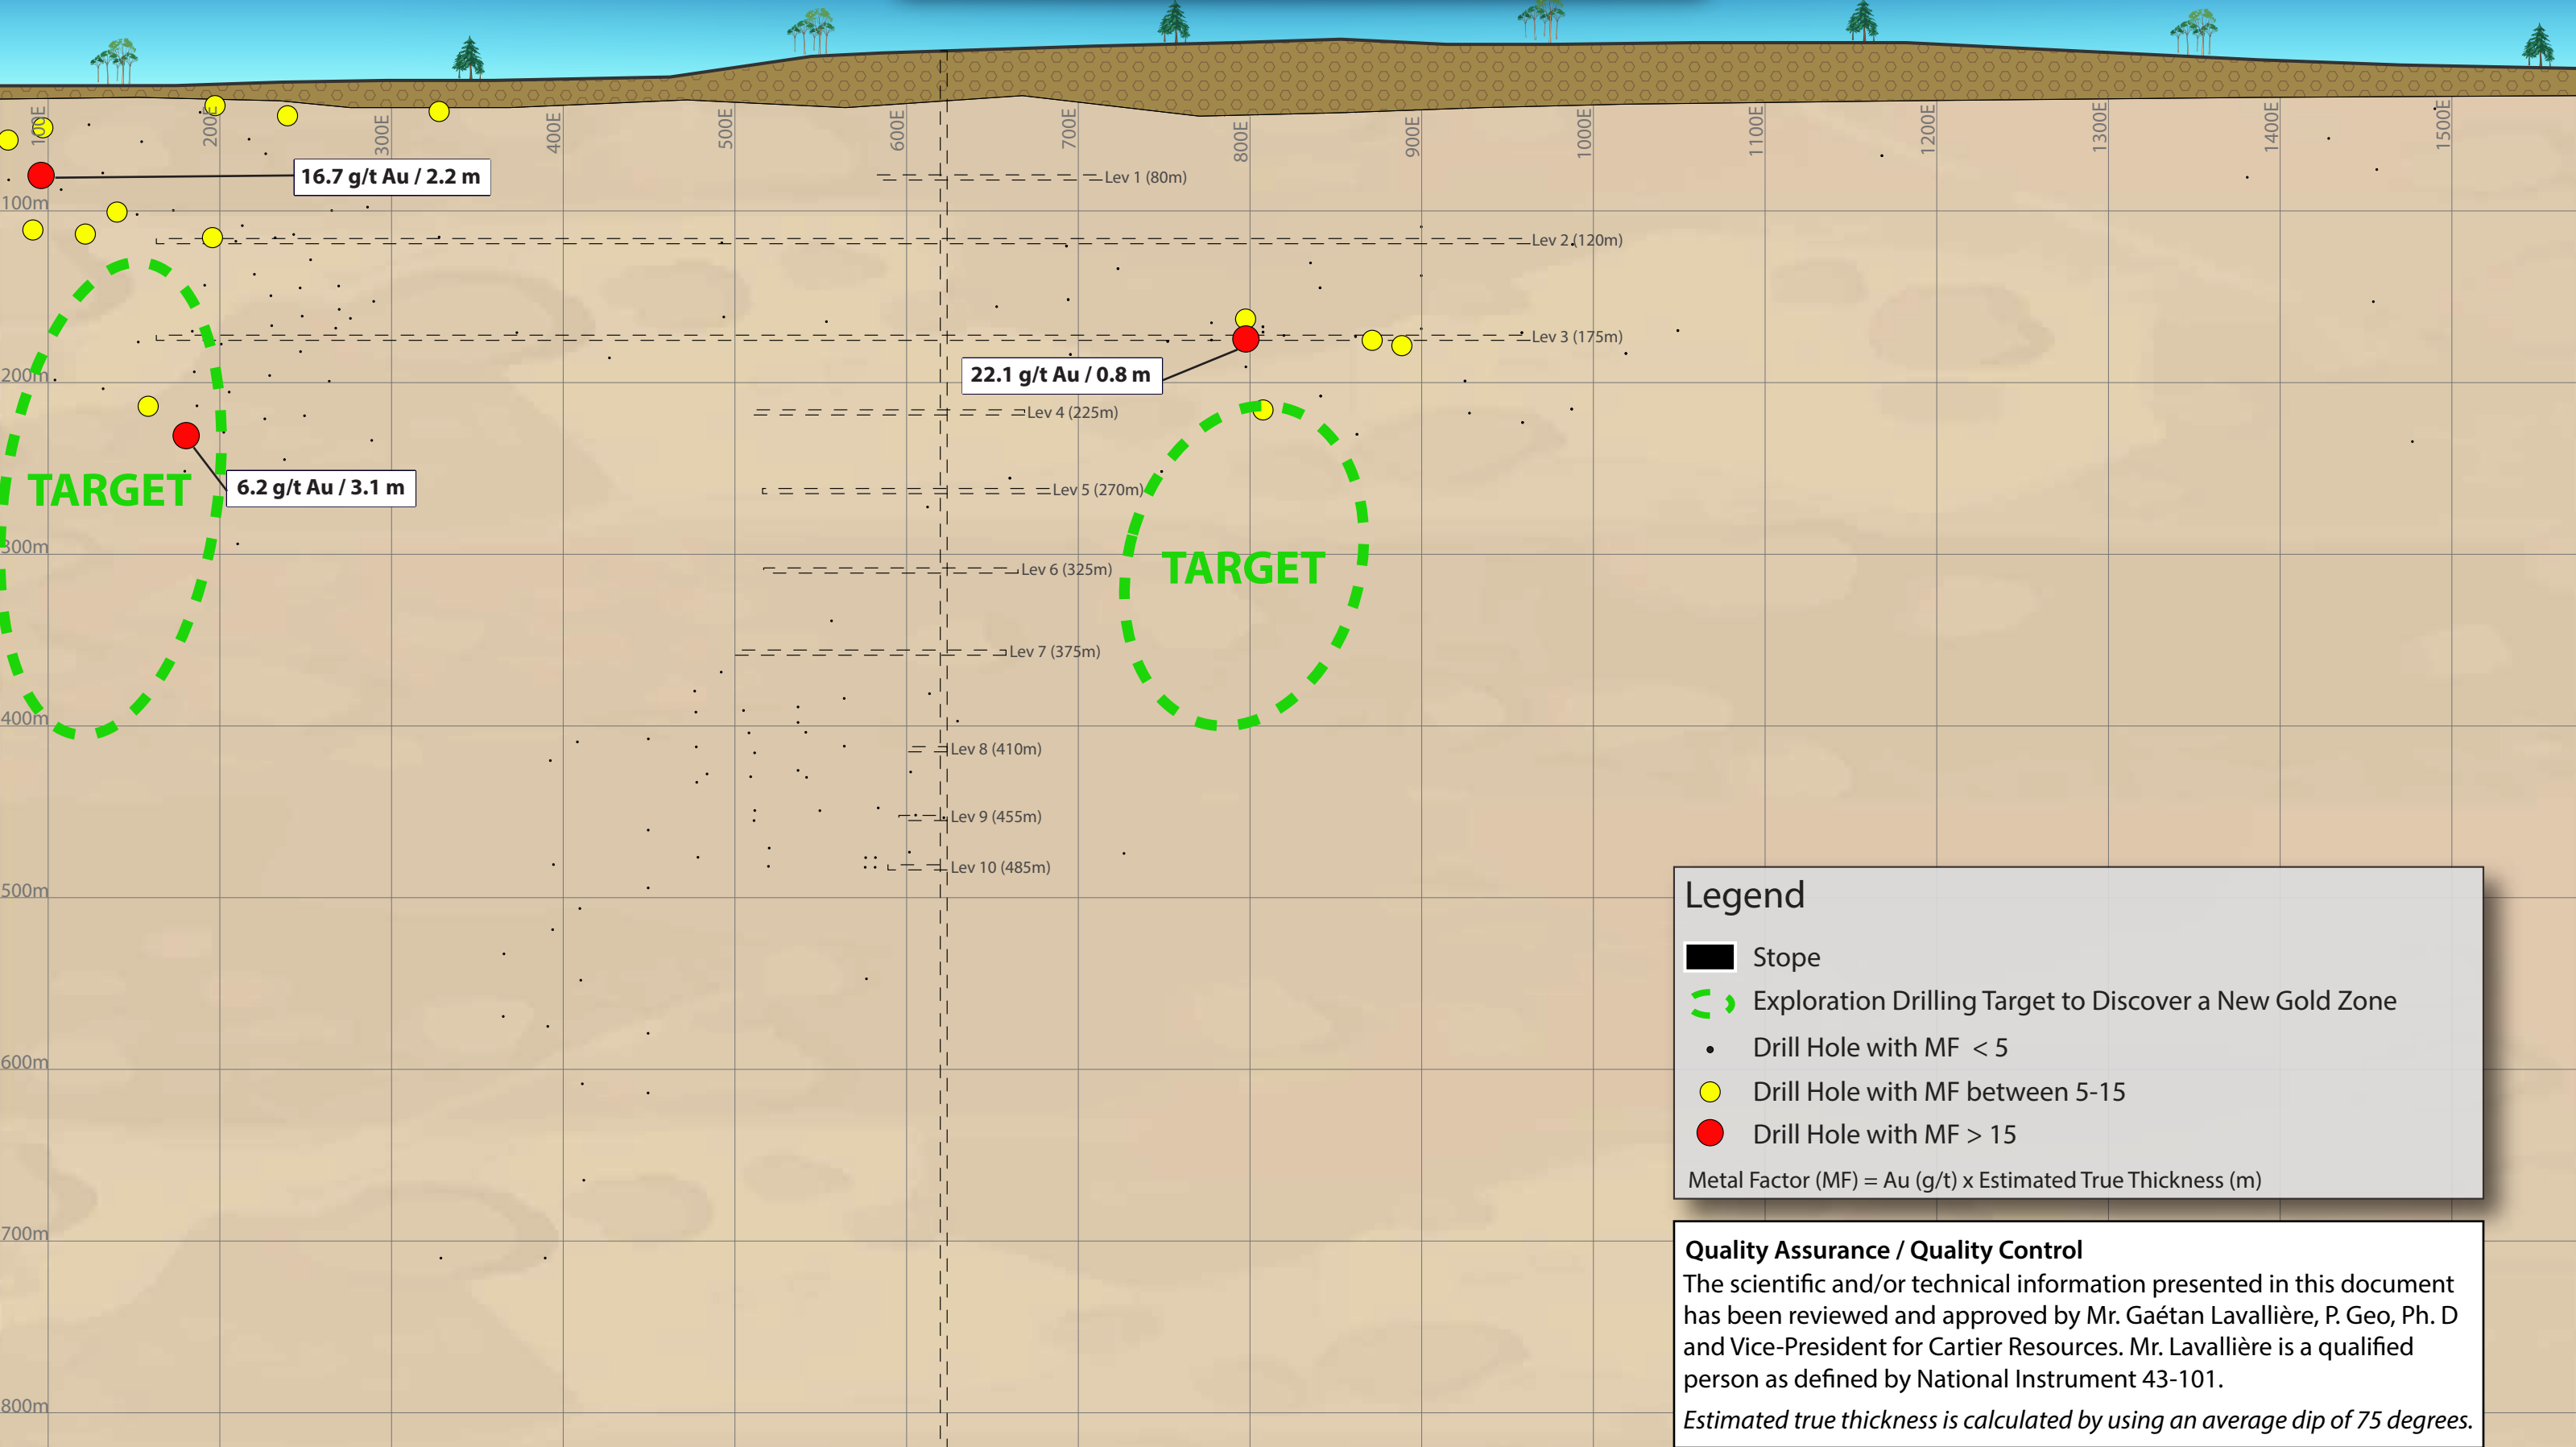 100E
200E
300E
400E
500E
600E
700E
800E
900E
1000E
1100E
1200E
1300E
1400E
1500E
16.7 g/t Au / 2.2 m
Lev 1 (80m)
100m
Lev 2 (120m)
Lev 3 (175m)
200m
22.1 g/t Au / 0.8 m
Lev 4 (225m)
TARGET
6.2 g/t Au / 3.1 m
Lev 5 (270m)
300m
TARGET
Lev 6 (325m)
Lev 7 (375m)
400m
Lev 8 (410m)
Lev 9 (455m)
Lev 10 (485m)
500m
600m
700m
800m
Legend
Stope
Exploration Drilling Target to Discover a New Gold Zone
Drill Hole with MF < 5
Drill Hole with MF between 5-15
Drill Hole with MF > 15
Metal Factor (MF) = Au (g/t) x Estimated True Thickness (m)
Quality Assurance / Quality Control
The scientific and/or technical information presented in this document
has been reviewed and approved by Mr. Gaétan Lavallière, P. Geo, Ph. D
and Vice-President for Cartier Resources. Mr. Lavallière is a qualified
person as defined by National Instrument 43-101.
Estimated true thickness is calculated by using an average dip of 75 degrees.